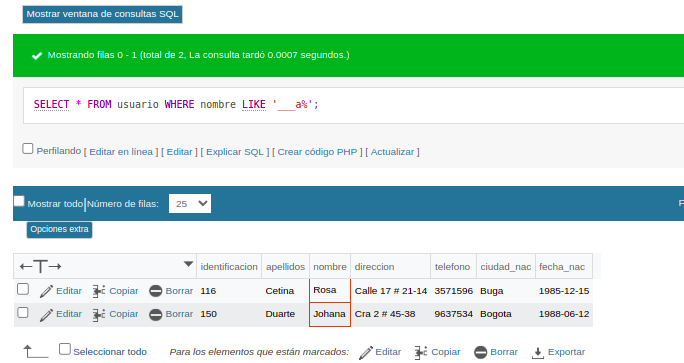 Mostrar ventana de consultas SQL
Mostrando filas 0 - 1 (total de 2, La consulta tardó 0.0007 segundos.)
SELECT * FROM usuario WHERE nombre LIKE '___a%';
Perfilando [ Editar en línea ] [ Editar ] [ Explicar SQL ] [ Crear código PHP ] [ Actualizar ]
Mostrar todo | Número de filas: 25 F
Opciones extra
identificacion apellidos nombre direccion telefono ciudad_nac fecha_nac
Editar Copiar Borrar 116 Cetina Rosa Calle 17 # 21-14 3571596 Buga 1985-12-15
Editar Copiar Borrar 150 Duarte Johana Cra 2 # 45-38 9637534 Bogota 1988-06-12
Seleccionar todo Para los elementos que están marcados: Editar Copiar Borrar Exportar